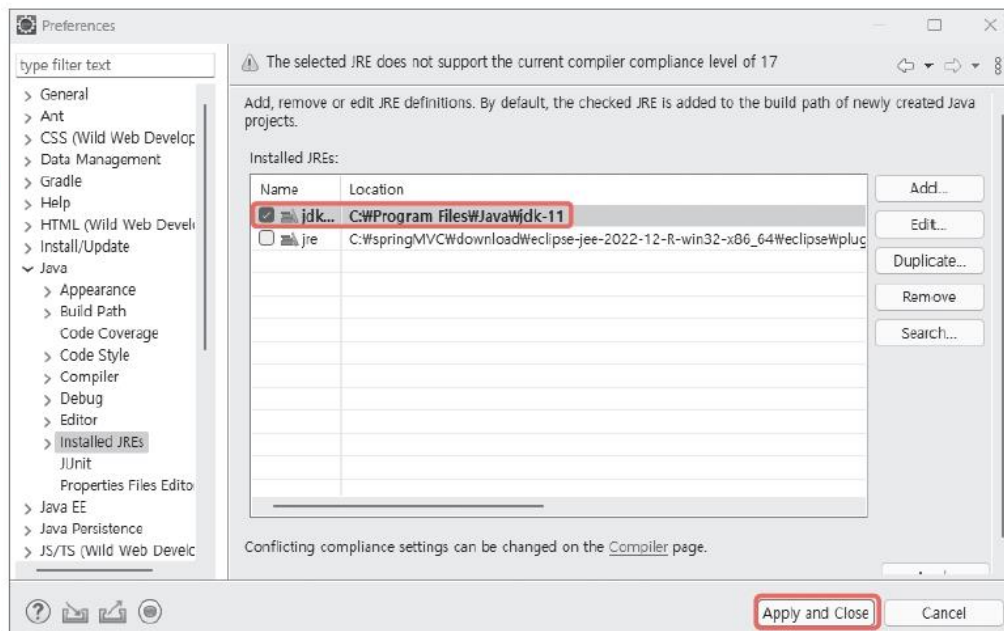 Preferences
type filter text
The selected JRE does not support the current compiler compliance level of 17
General
Ant
CSS (Wild Web Develop
Data Management
Gradle
Help
HTML (Wild Web Develo
Install/Update
Java
Appearance
Build Path
Code Coverage
Code Style
Compiler
Debug
Editor
Installed JREs
JUnit
Properties Files Edito
Java EE
Java Persistence
JS/TS (Wild Web Develc
Add, remove or edit JRE definitions. By default, the checked JRE is added to the build path of newly created Java
projects.
Installed JREs:
Name Location
jdk... C:₩Program Files₩Java₩jdk-11
jre C:₩springMVC₩download₩eclipse-jee-2022-12-R-win32-x86_64₩eclipse₩plug
Add...
Edit...
Duplicate...
Remove
Search...
Conflicting compliance settings can be changed on the Compiler page.
Apply and Close
Cancel